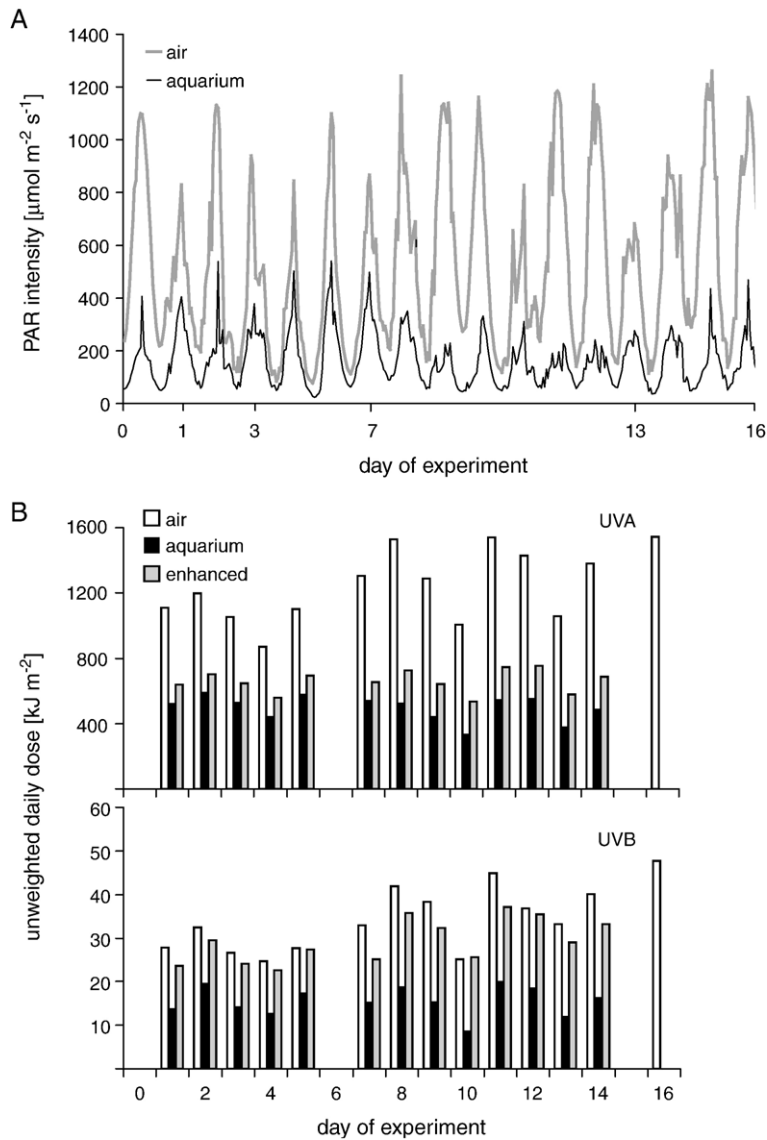 A
PAR intensity [μmol m⁻² s⁻¹]
1400
1200
1000
800
600
400
200
0
air
aquarium
0 1 3 7 13 16
day of experiment
B
unweighted daily dose [kJ m⁻²]
air
aquarium
enhanced
UVA
1600
1200
800
400
UVB
60
50
40
30
20
10
0 2 4 6 8 10 12 14 16
day of experiment